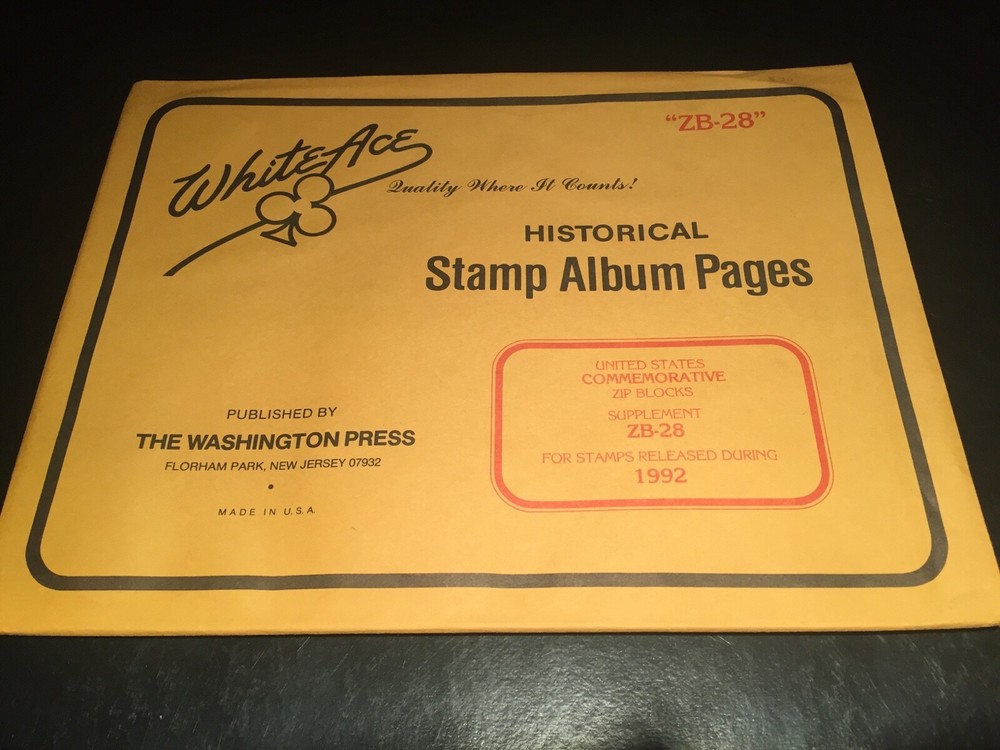 "ZB-28"
White Ace
Quality Where It Counts!
HISTORICAL
Stamp Album Pages
UNITED STATES
COMMEMORATIVE
ZIP BLOCKS
SUPPLEMENT
ZB-28
FOR STAMPS RELEASED DURING
1992
PUBLISHED BY
THE WASHINGTON PRESS
FLORHAM PARK, NEW JERSEY 07932
MADE IN U.S.A.